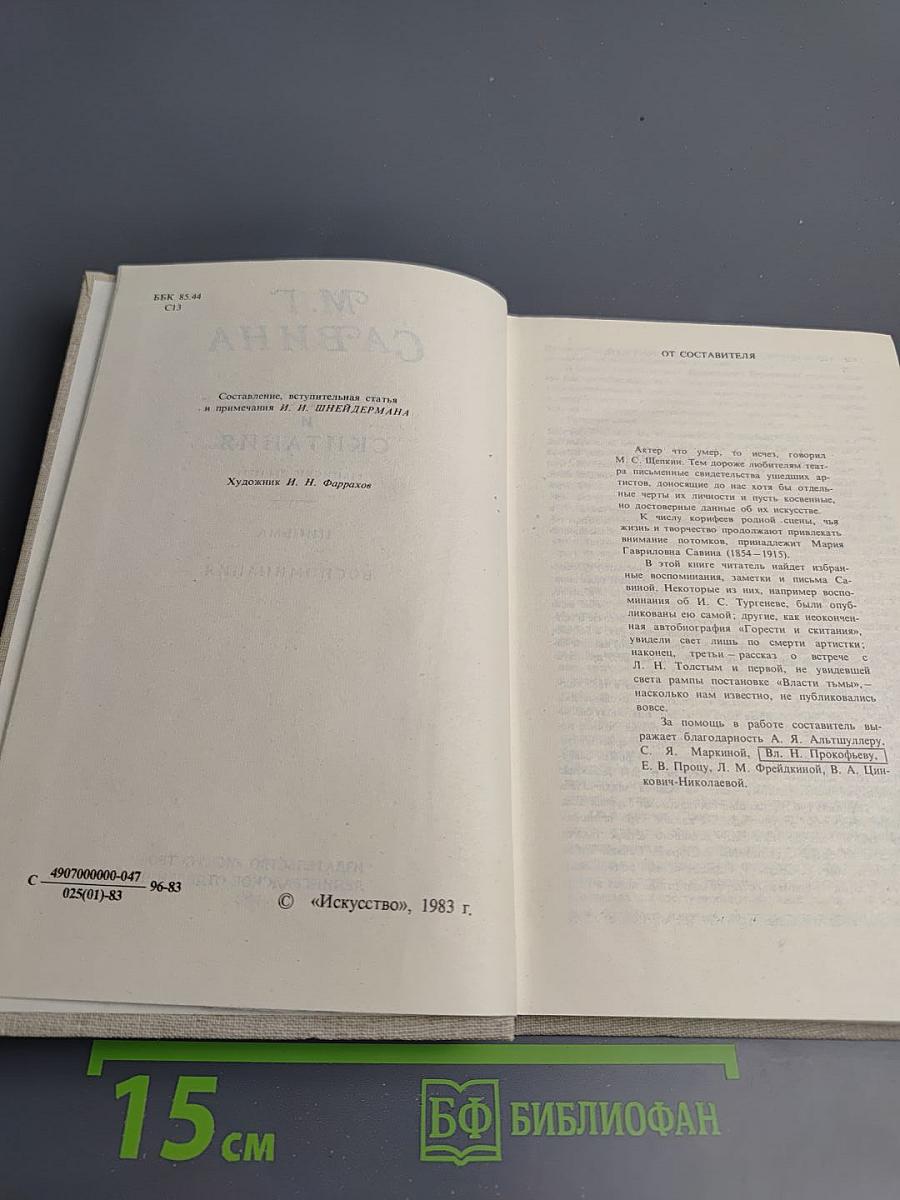 ББК 85.44
С13
Составление, вступительная статья
и примечания И. И. ШНЕЙДЕРМАНА
Художник И. Н. Фаррахов
С 4907000000-047 96-83
025(01)-83
© «Искусство», 1983 г.
ОТ СОСТАВИТЕЛЯ
Актер что умер, то исчез, говорил
М. С. Щепкин. Тем дороже любителям теат-
ра письменные свидетельства ушедших ар-
тистов, доносящие до нас хотя бы отдель-
ные черты их личности и пусть косвенные,
но достоверные данные об их искусстве.
К числу корифеев родной сцены, чья
жизнь и творчество продолжают привлекать
внимание потомков, принадлежит Мария
Гавриловна Савина (1854—1915).
В этой книге читатель найдет избран-
ные воспоминания, заметки и письма Са-
виной. Некоторые из них, например воспо-
минания об И. С. Тургеневе, были опуб-
ликованы ею самой; другие, как неокончен-
ная автобиография «Горести и скитания»,
увидели свет лишь по смерти артистки;
наконец, третьи — рассказ о встрече с
Л. Н. Толстым и первой, не увидевшей
света рампы постановке «Власти тьмы», —
насколько нам известно, не публиковались
вовсе.
За помощь в работе составитель вы-
ражает благодарность А. Я. Альтшуллеру,
С. Я. Маркиной, Вл. Н. Прокофьеву,
Е. В. Процу, Л. М. Фрейдкиной, В. А. Цин-
кович-Николаевой.
М. Г.
САВИНА
И
СКИТАНИЯ
ВОСПОМИНАНИЯ
15 см
БФ БИБЛИОФАН